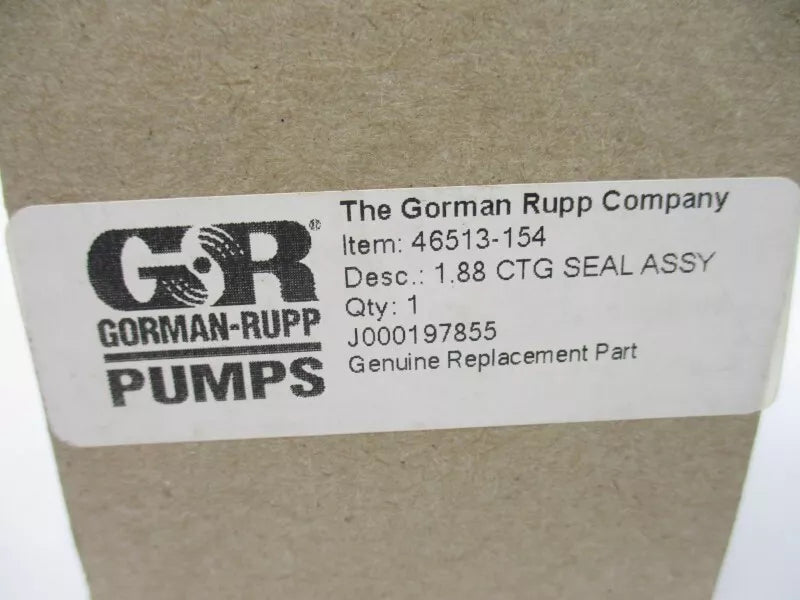 GR®
GORMAN-RUPP
PUMPS
The Gorman Rupp Company
Item: 46513-154
Desc.: 1.88 CTG SEAL ASSY
Qty: 1
J000197855
Genuine Replacement Part